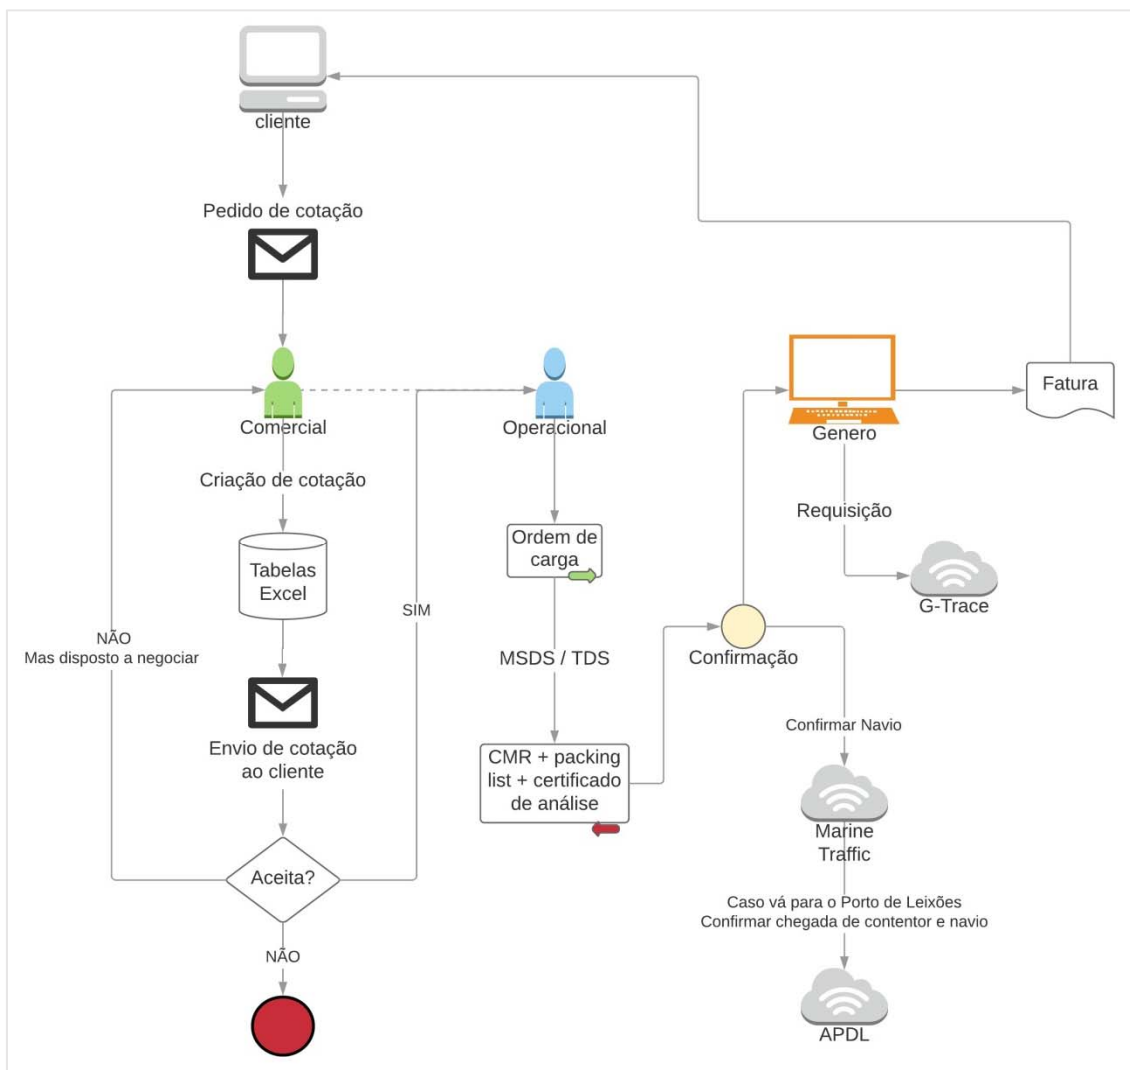 cliente
Pedido de cotação
Comercial
Operacional
Genero
Fatura
Criação de cotação
Requisição
Tabelas
Excel
Ordem de
carga
G-Trace
SIM
NÃO
Mas disposto a negociar
MSDS / TDS
Confirmação
Envio de cotação
ao cliente
CMR + packing
list + certificado
de análise
Confirmar Navio
Marine
Traffic
Aceita?
Caso vá para o Porto de Leixões
Confirmar chegada de contentor e navio
NÃO
APDL